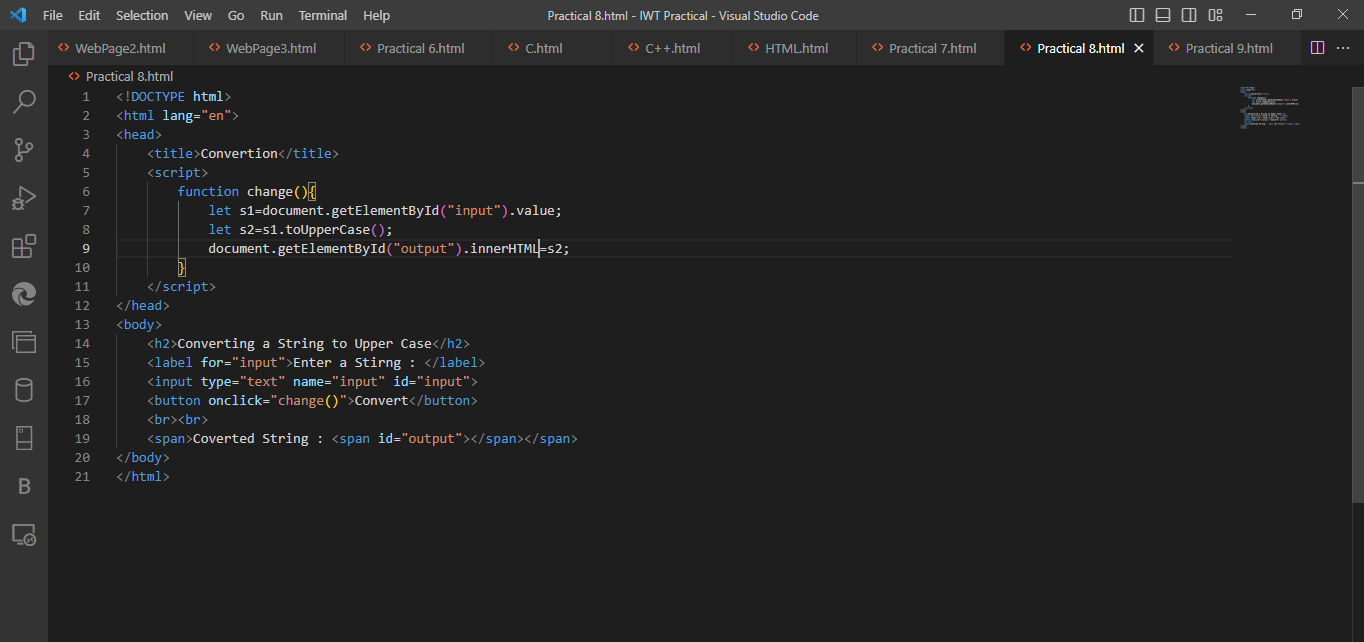 File Edit Selection View Go Run Terminal Help Practical 8.html - IWT Practical - Visual Studio Code
WebPage2.html WebPage3.html Practical 6.html C.html C++.html HTML.html Practical 7.html Practical 8.html Practical 9.html
Practical 8.html
1 <!DOCTYPE html>
2 <html lang="en">
3 <head>
4 <title>Convertion</title>
5 <script>
6 function change(){
7 let s1=document.getElementById("input").value;
8 let s2=s1.toUpperCase();
9 document.getElementById("output").innerHTML=s2;
10 }
11 </script>
12 </head>
13 <body>
14 <h2>Converting a String to Upper Case</h2>
15 <label for="input">Enter a Stirng : </label>
16 <input type="text" name="input" id="input">
17 <button onclick="change()">Convert</button>
18 <br><br>
19 <span>Coverted String : <span id="output"></span></span>
20 </body>
21 </html>